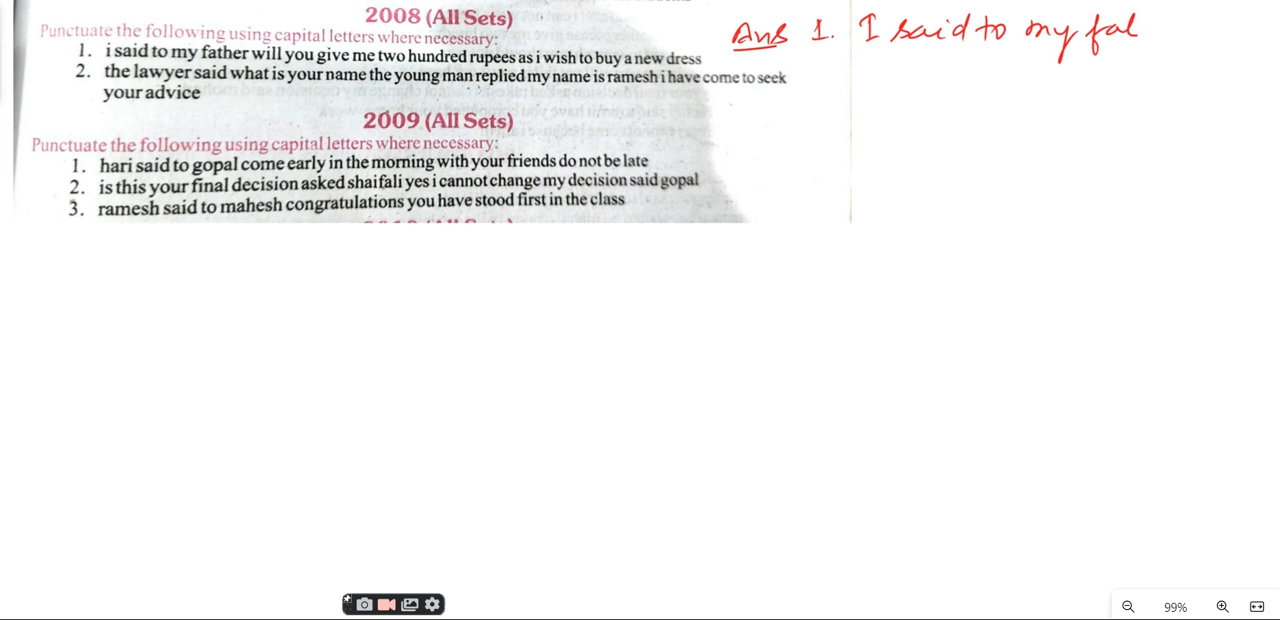 2008 (All Sets)
Punctuate the following using capital letters where necessary:
1. i said to my father will you give me two hundred rupees as i wish to buy a new dress
2. the lawyer said what is your name the young man replied my name is ramesh i have come to seek
your advice
2009 (All Sets)
Punctuate the following using capital letters where necessary:
1. hari said to gopal come early in the morning with your friends do not be late
2. is this your final decision asked shaifali yes i cannot change my decision said gopal
3. ramesh said to mahesh congratulations you have stood first in the class
Ans 1. I said to my fal
99%